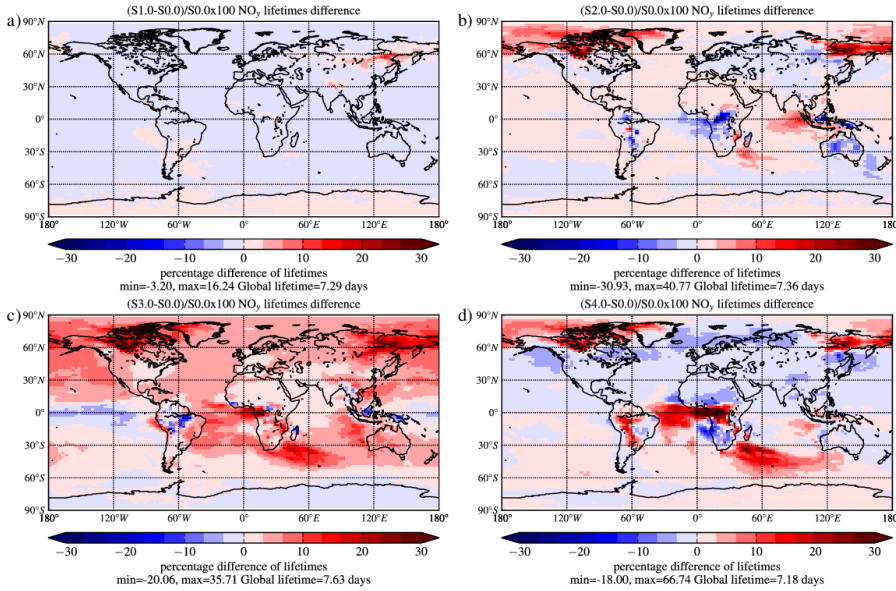 a)
(S1.0-S0.0)/S0.0x100 NOy lifetimes difference
90°N
60°N
30°N
0°
30°S
60°S
90°S
180° 120°W 60°W 0° 60°E 120°E 180°
−30 −20 −10 0 10 20 30
percentage difference of lifetimes
min=-3.20, max=16.24 Global lifetime=7.29 days
b)
(S2.0-S0.0)/S0.0x100 NOy lifetimes difference
90°N
60°N
30°N
0°
30°S
60°S
90°S
180° 120°W 60°W 0° 60°E 120°E 180°
−30 −20 −10 0 10 20 30
percentage difference of lifetimes
min=-30.93, max=40.77 Global lifetime=7.36 days
c)
(S3.0-S0.0)/S0.0x100 NOy lifetimes difference
90°N
60°N
30°N
0°
30°S
60°S
90°S
180° 120°W 60°W 0° 60°E 120°E 180°
−30 −20 −10 0 10 20 30
percentage difference of lifetimes
min=-20.06, max=35.71 Global lifetime=7.63 days
d)
(S4.0-S0.0)/S0.0x100 NOy lifetimes difference
90°N
60°N
30°N
0°
30°S
60°S
90°S
180° 120°W 60°W 0° 60°E 120°E 180°
−30 −20 −10 0 10 20 30
percentage difference of lifetimes
min=-18.00, max=66.74 Global lifetime=7.18 days